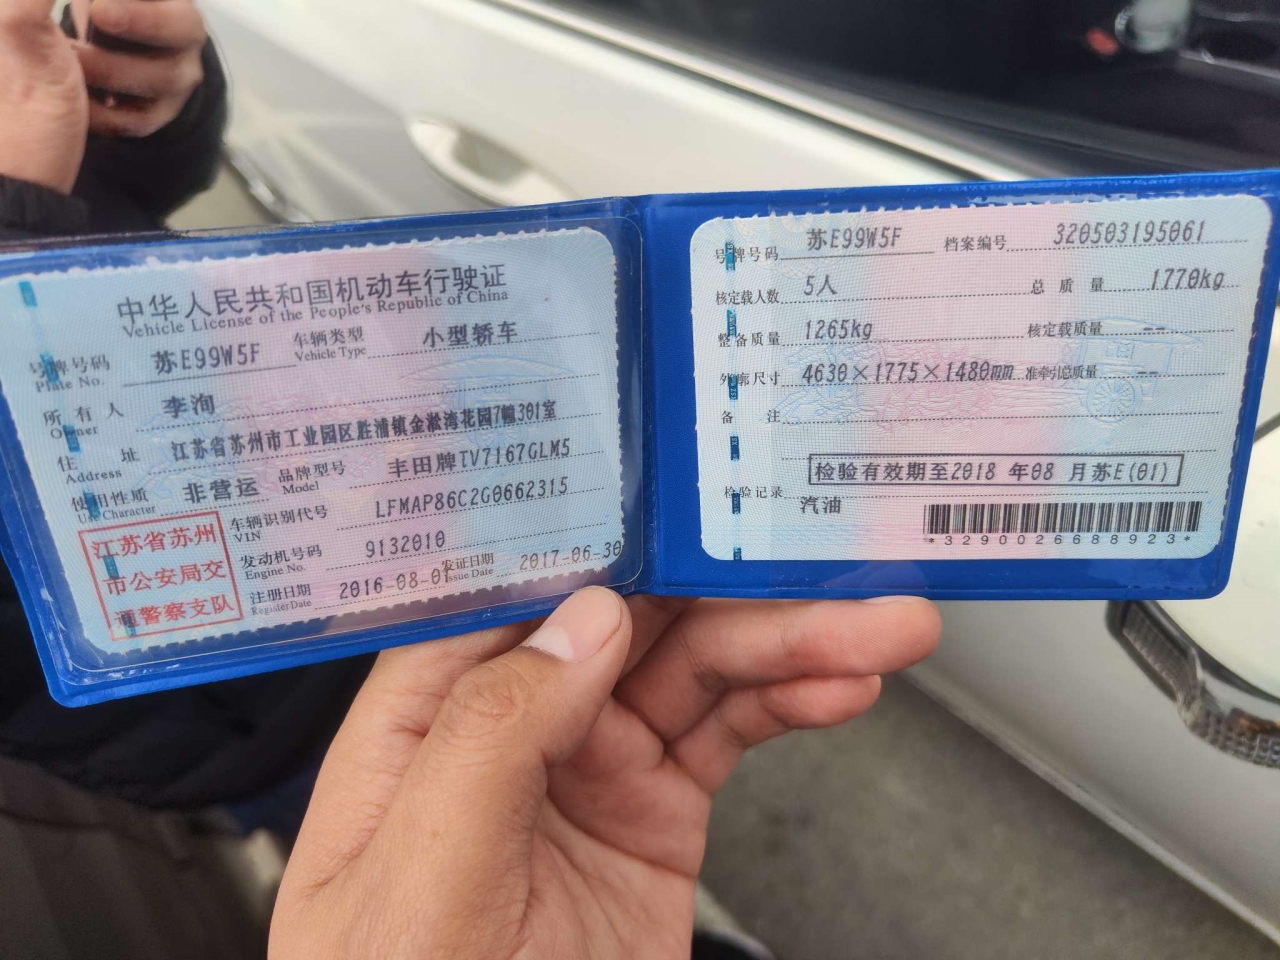 中华人民共和国机动车行驶证
Vehicle License of the People's Republic of China
号牌号码 苏E99W5F 车辆类型 小型轿车
Plate No. Vehicle Type
所有人 李洵
Owner
住址 江苏省苏州市工业园区胜浦镇金淞湾花园7幢301室
Address
使用性质 非营运 品牌型号 丰田牌TV7167GLM5
Use Character Model
江苏省苏州
市公安局交
通警察支队
车辆识别代号 LFMAP86C2G0662315
VIN
发动机号码 9132010
Engine No.
注册日期 2016-08-01 发证日期 2017-06-30
Register Date Issue Date
号牌号码 苏E99W5F 档案编号 320503195061
核定载人数 5人 总质量 1770kg
整备质量 1265kg 核定载质量 --
外廓尺寸 4630×1775×1480mm 准牵引总质量 --
备注
检验有效期至2018 年08 月苏E(01)
检验记录 汽油
*3290026688923*